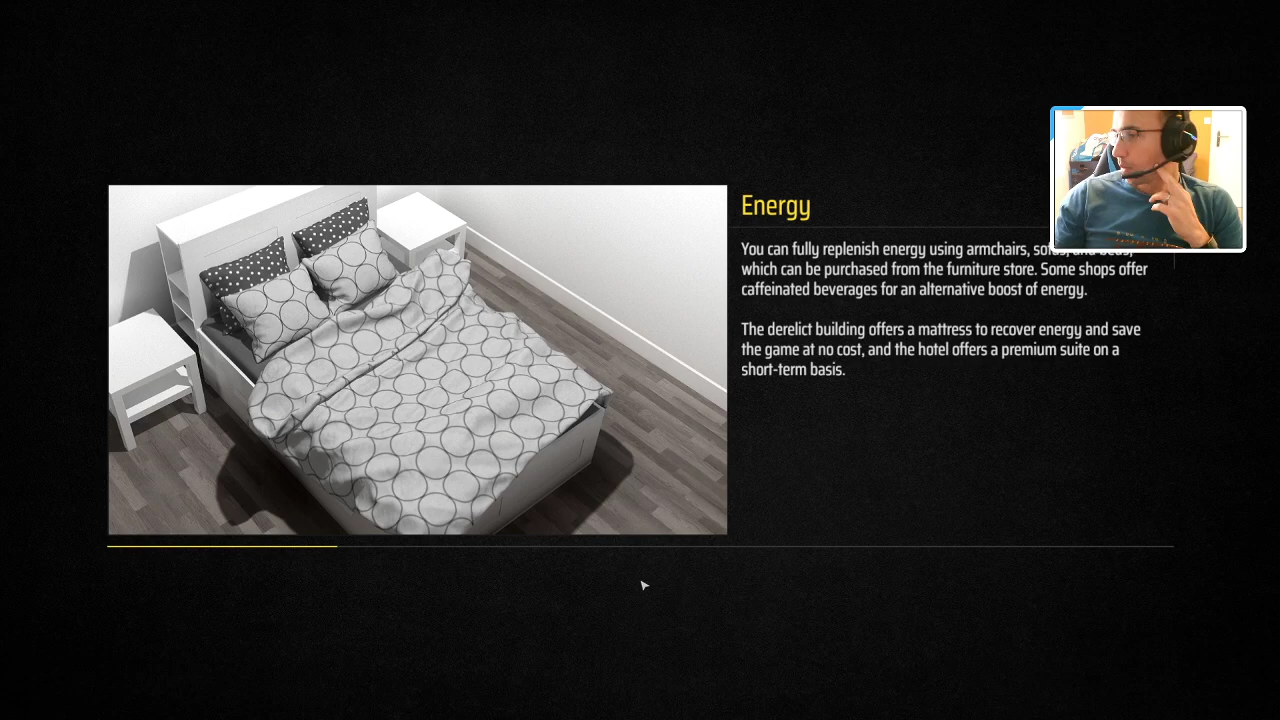 Energy
You can fully replenish energy using armchairs, sofas, and beds,
which can be purchased from the furniture store. Some shops offer
caffeinated beverages for an alternative boost of energy.
The derelict building offers a mattress to recover energy and save
the game at no cost, and the hotel offers a premium suite on a
short-term basis.